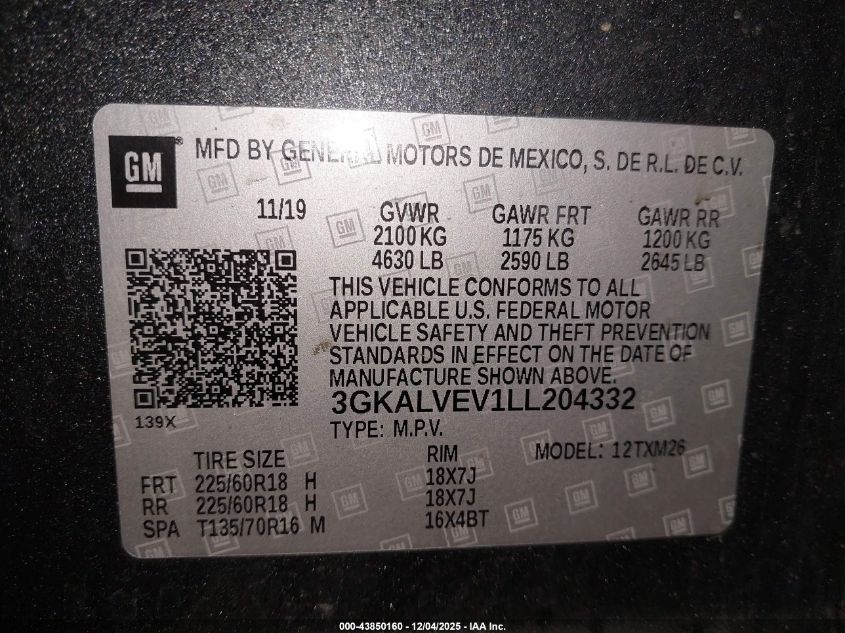 GM ® MFD BY GENERAL MOTORS DE MEXICO, S. DE R.L. DE C.V.
11/19 GVWR GAWR FRT GAWR RR
2100 KG 1175 KG 1200 KG
4630 LB 2590 LB 2645 LB
THIS VEHICLE CONFORMS TO ALL
APPLICABLE U.S. FEDERAL MOTOR
VEHICLE SAFETY AND THEFT PREVENTION
STANDARDS IN EFFECT ON THE DATE OF
MANUFACTURE SHOWN ABOVE.
3GKALVEV1LL204332
139X
TYPE: M.P.V.
TIRE SIZE RIM MODEL: 12TXM26
FRT 225/60R18 H 18X7J
RR 225/60R18 H 18X7J
SPA T135/70R16 M 16X4BT
000-43850160 - 12/04/2025 - IAA Inc.